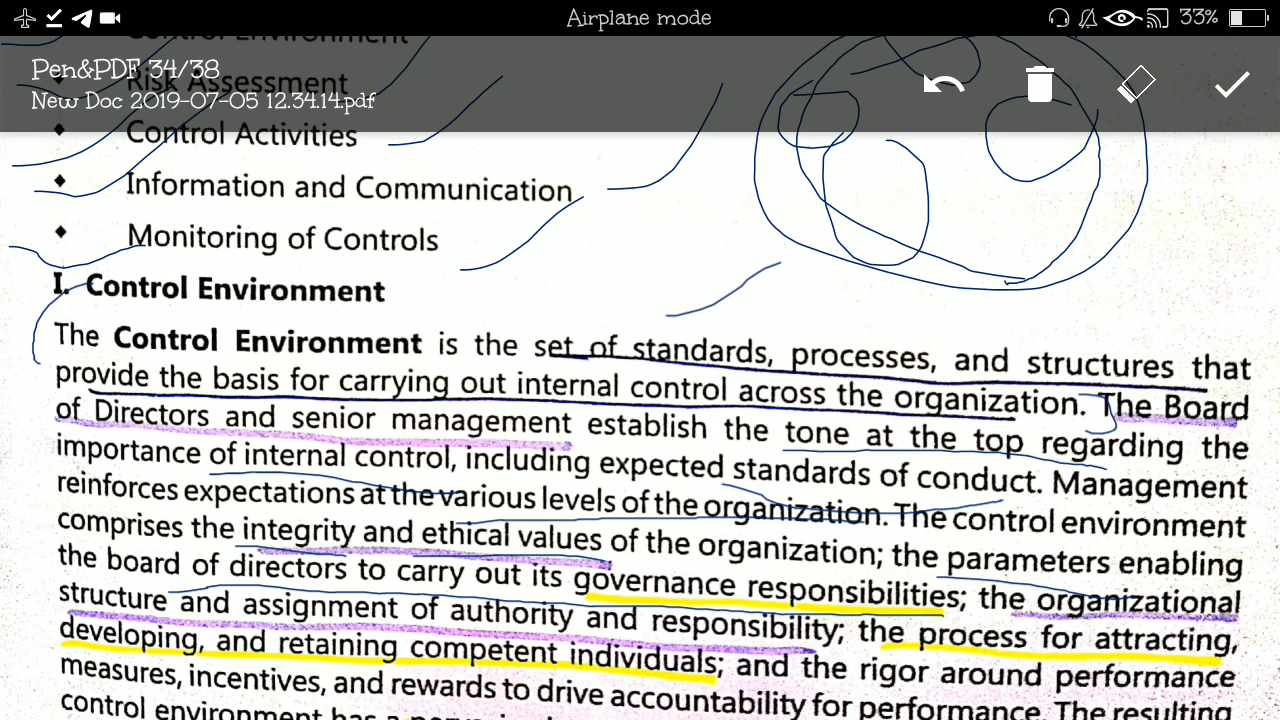 Airplane mode
33%
Pen&PDF 34/38
New Doc 2019-07-05 12.34.14.pdf
Control Environment
Risk Assessment
Control Activities
Information and Communication
Monitoring of Controls
I. Control Environment
The Control Environment is the set of standards, processes, and structures that
provide the basis for carrying out internal control across the organization. The Board
of Directors and senior management establish the tone at the top regarding the
importance of internal control, including expected standards of conduct. Management
reinforces expectations at the various levels of the organization. The control environment
comprises the integrity and ethical values of the organization; the parameters enabling
the board of directors to carry out its governance responsibilities; the organizational
structure and assignment of authority and responsibility; the process for attracting,
developing, and retaining competent individuals; and the rigor around performance
measures, incentives, and rewards to drive accountability for performance. The resulting
control environment has a